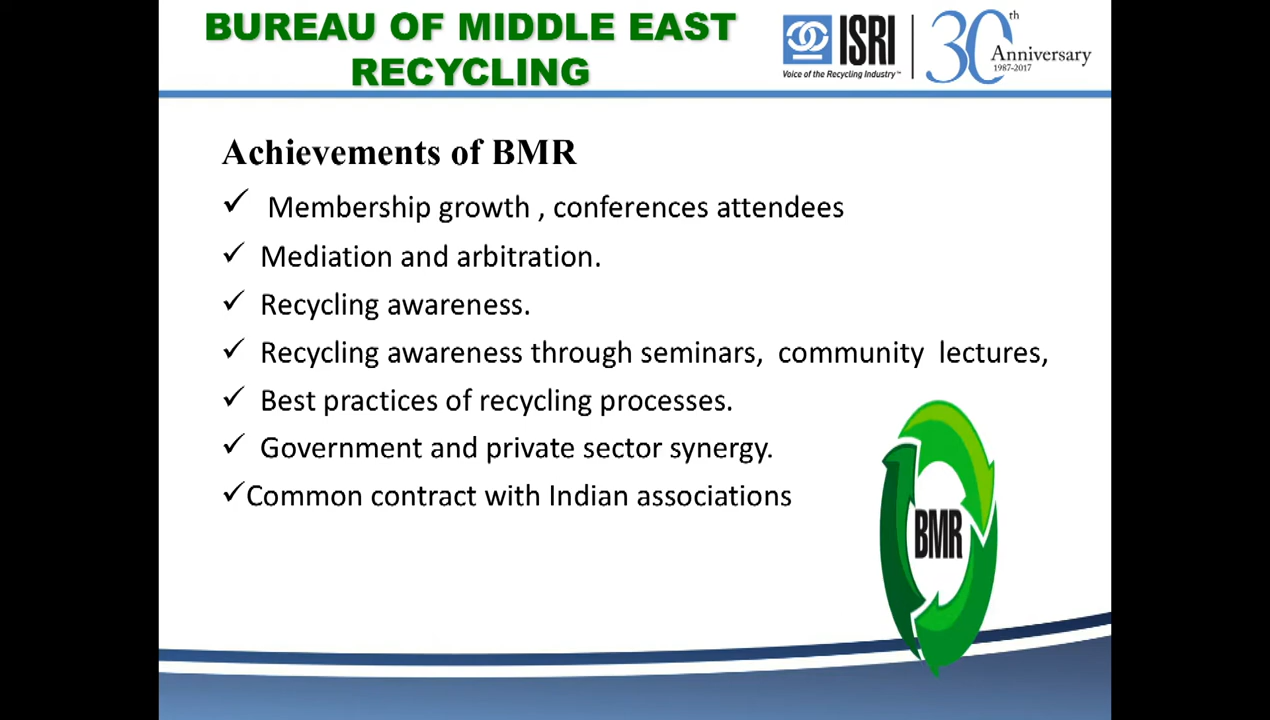 BUREAU OF MIDDLE EAST
RECYCLING
ISRI
Voice of the Recycling Industry™
30th
Anniversary
1987-2017
Achievements of BMR
✓ Membership growth , conferences attendees
✓ Mediation and arbitration.
✓ Recycling awareness.
✓ Recycling awareness through seminars, community lectures,
✓ Best practices of recycling processes.
✓ Government and private sector synergy.
✓Common contract with Indian associations
BMR